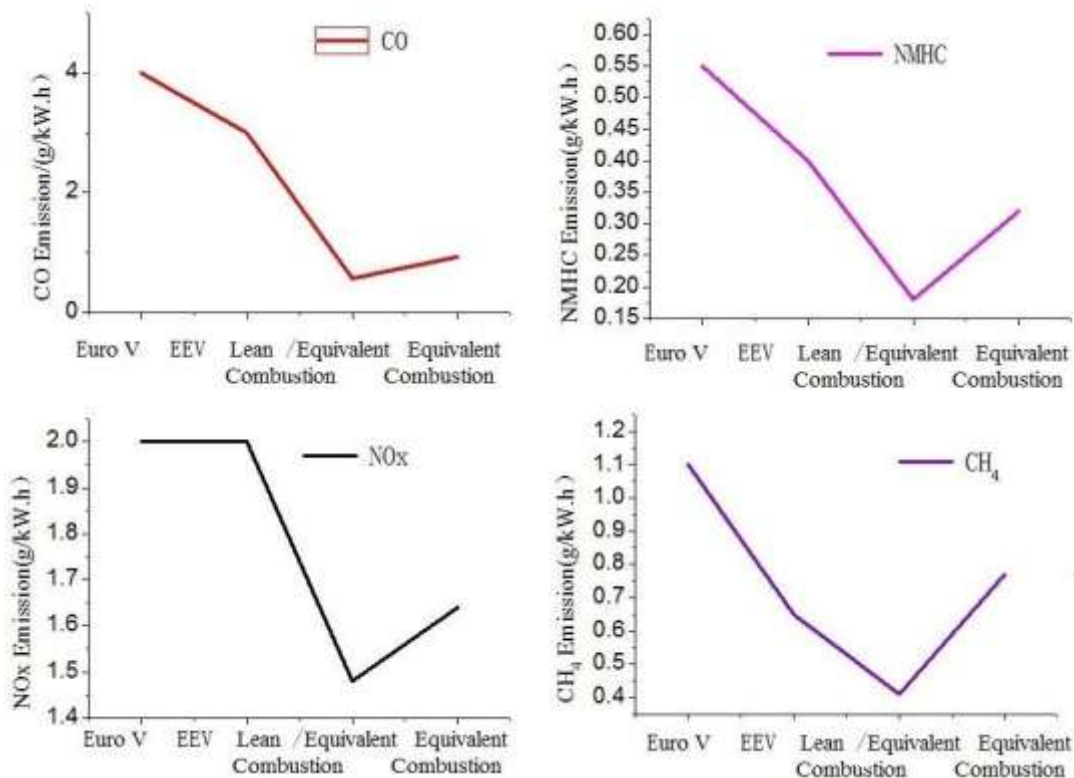 CO
4
2
0
CO Emission/(g/kW.h)
Euro V EEV Lean /Equivalent Equivalent
Combustion Combustion
NMHC
0.60
0.55
0.50
0.45
0.40
0.35
0.30
0.25
0.20
0.15
NMHC Emission(g/kW.h)
Euro V EEV Lean /Equivalent Equivalent
Combustion Combustion
NOx
2.0
1.9
1.8
1.7
1.6
1.5
1.4
NOx Emission(g/kW.h)
Euro V EEV Lean /Equivalent Equivalent
Combustion Combustion
CH₄
1.2
1.1
1.0
0.9
0.8
0.7
0.6
0.5
0.4
CH₄ Emission(g/kW.h)
Euro V EEV Lean /Equivalent Equivalent
Combustion Combustion